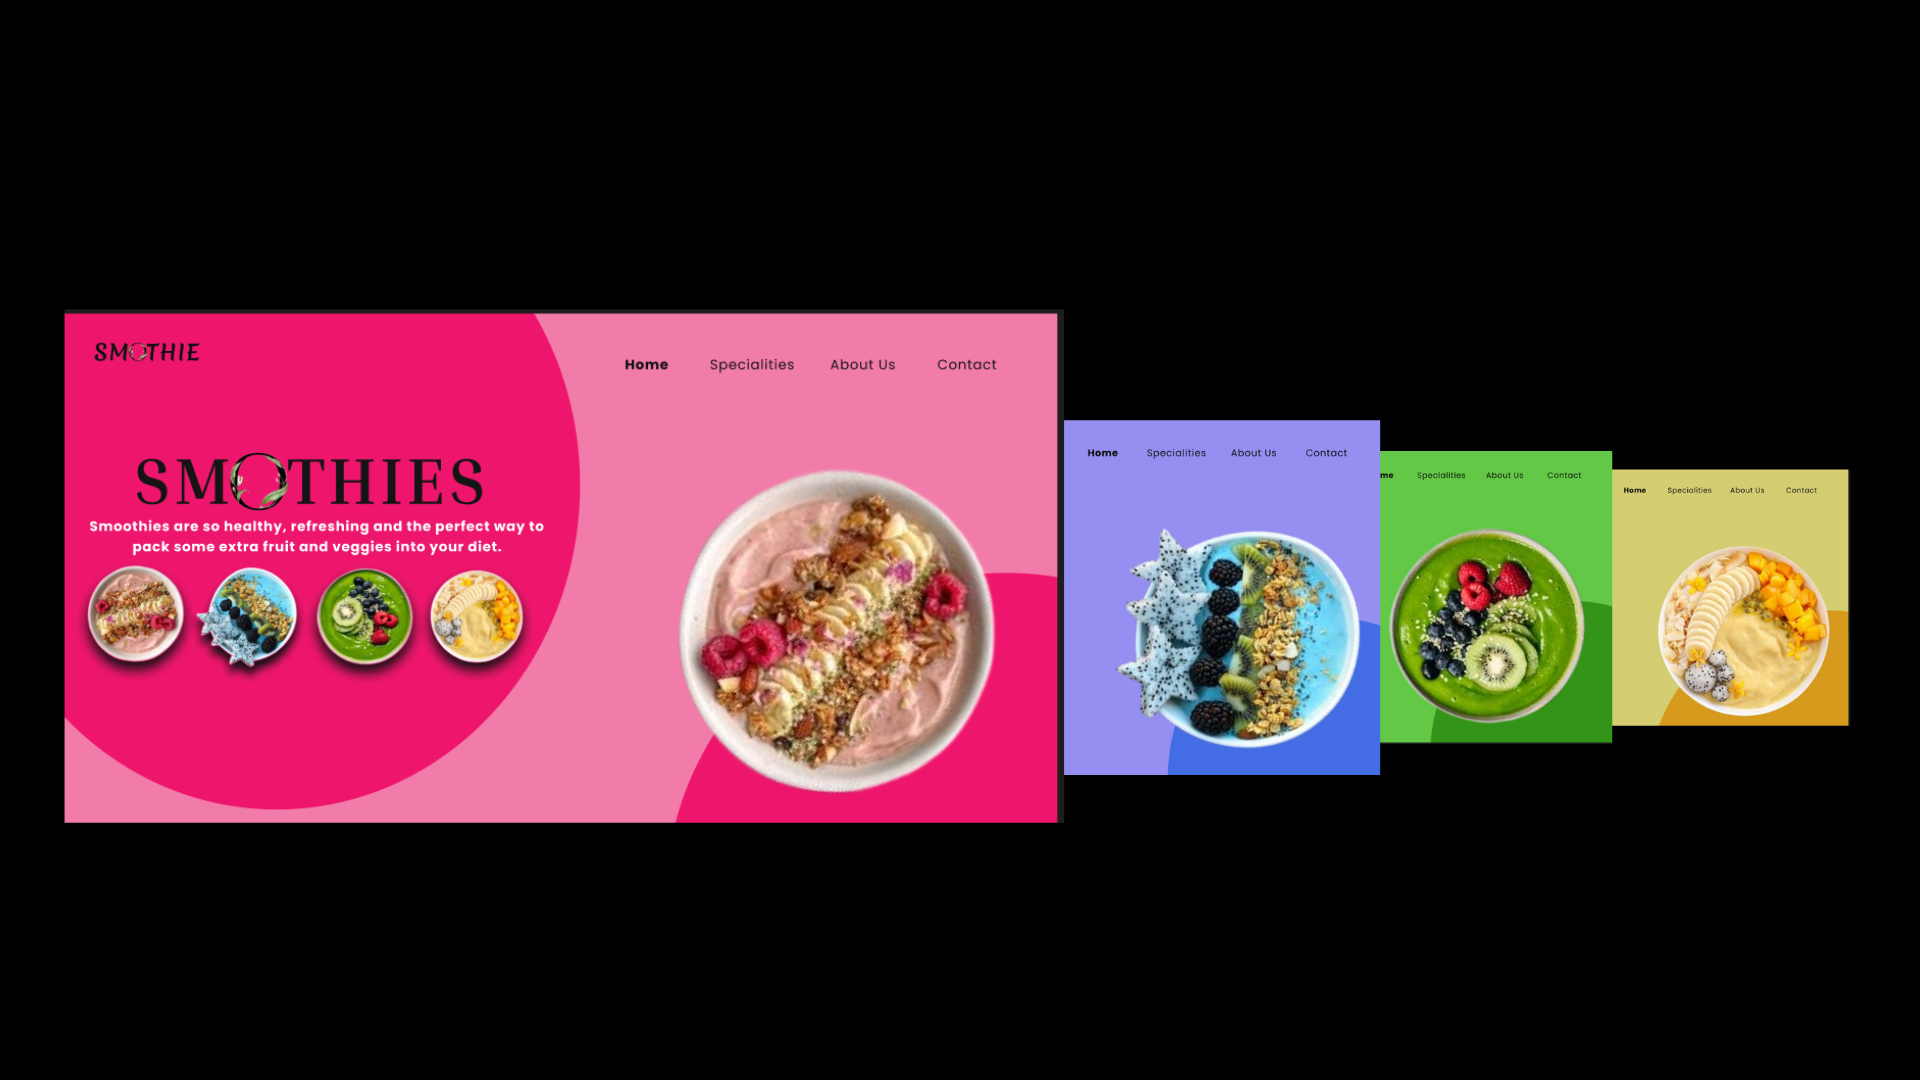 SMOTHIE
Home Specialities About Us Contact
SMOTHIES
Smoothies are so healthy, refreshing and the perfect way to
pack some extra fruit and veggies into your diet.
Home Specialities About Us Contact
me Specialities About Us Contact
Home Specialities About Us Contact